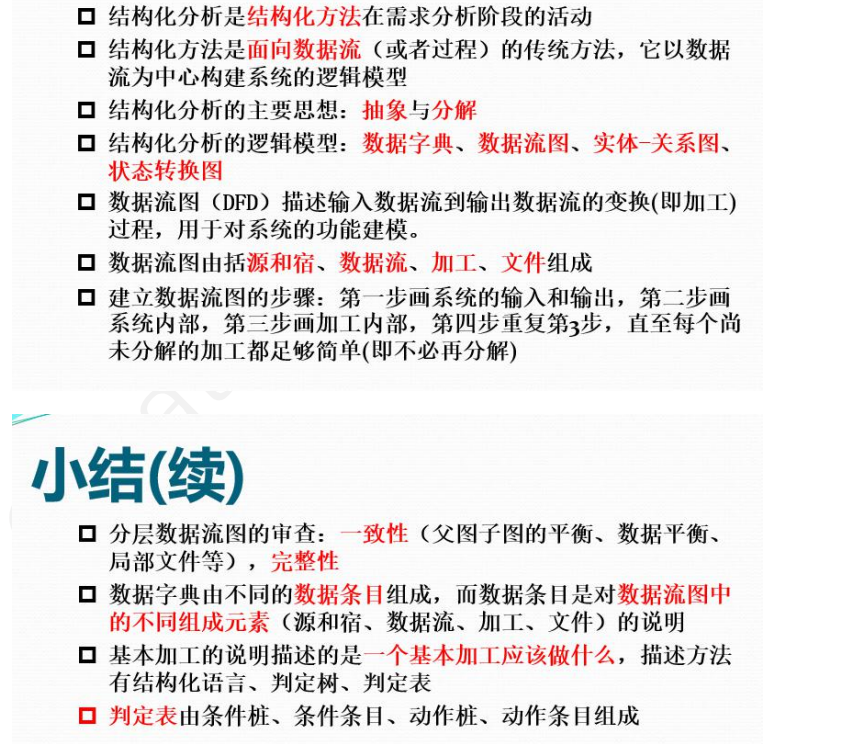 结构化分析是结构化方法在需求分析阶段的活动
结构化方法是面向数据流（或者过程）的传统方法，它以数据
流为中心构建系统的逻辑模型
结构化分析的主要思想：抽象与分解
结构化分析的逻辑模型：数据字典、数据流图、实体-关系图、
状态转换图
数据流图（DFD）描述输入数据流到输出数据流的变换(即加工)
过程，用于对系统的功能建模。
数据流图由括源和宿、数据流、加工、文件组成
建立数据流图的步骤：第一步画系统的输入和输出，第二步画
系统内部，第三步画加工内部，第四步重复第3步，直至每个尚
未分解的加工都足够简单(即不必再分解)
小结(续)
分层数据流图的审查：一致性（父图子图的平衡、数据平衡、
局部文件等），完整性
数据字典由不同的数据条目组成，而数据条目是对数据流图中
的不同组成元素（源和宿、数据流、加工、文件）的说明
基本加工的说明描述的是一个基本加工应该做什么，描述方法
有结构化语言、判定树、判定表
判定表由条件桩、条件条目、动作桩、动作条目组成